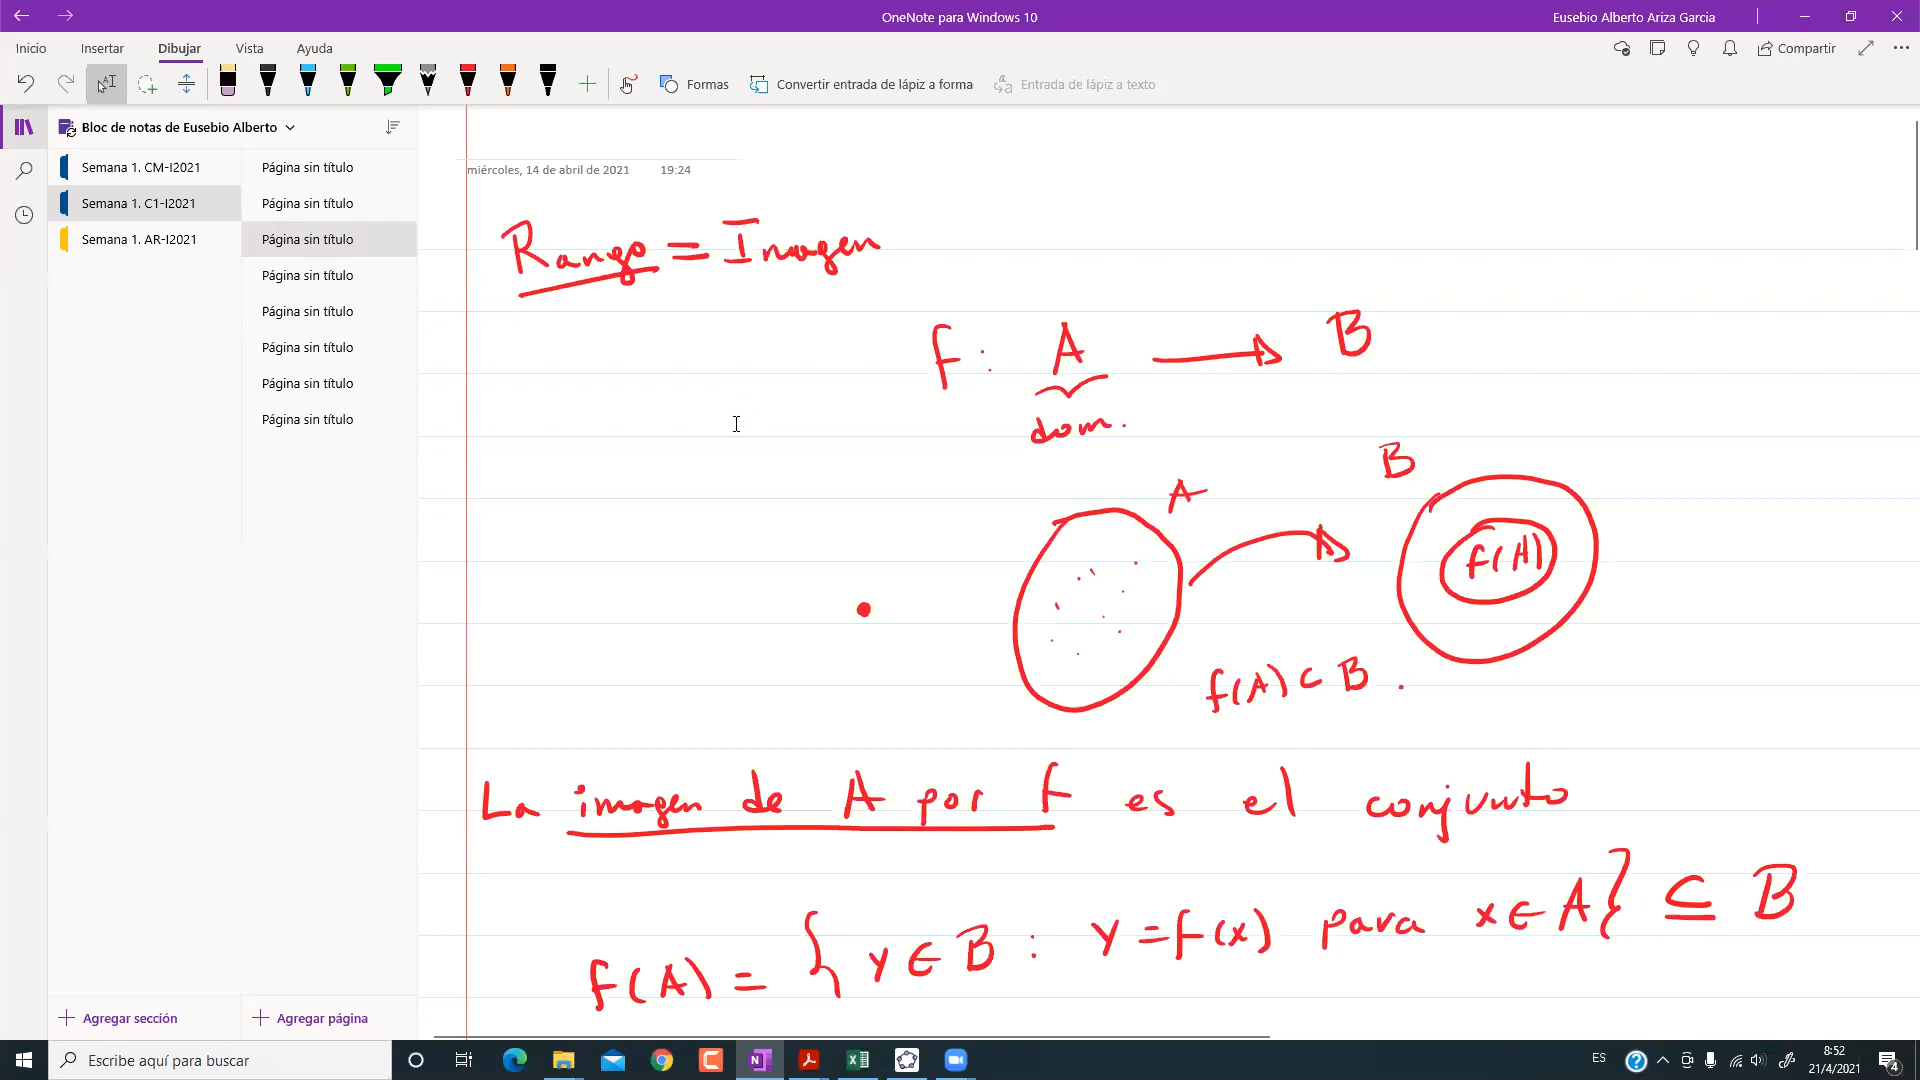 OneNote para Windows 10
Eusebio Alberto Ariza Garcia
Inicio Insertar Dibujar Vista Ayuda
Compartir
Formas
Convertir entrada de lápiz a forma
Entrada de lápiz a texto
Bloc de notas de Eusebio Alberto
Semana 1. CM-I2021
Semana 1. C1-I2021
Semana 1. AR-I2021
Página sin título
Página sin título
Página sin título
Página sin título
Página sin título
Página sin título
Página sin título
Página sin título
Agregar sección
Agregar página
miércoles, 14 de abril de 2021 19:24
Rango = Imagen
f: A → B
dom.
A
B
f(A)
f(A) ⊂ B .
La imagen de A por f es el conjunto
f(A) = { y ∈ B : y = f(x) para x ∈ A } ⊆ B
Escribe aquí para buscar
ES
8:52
21/4/2021
4